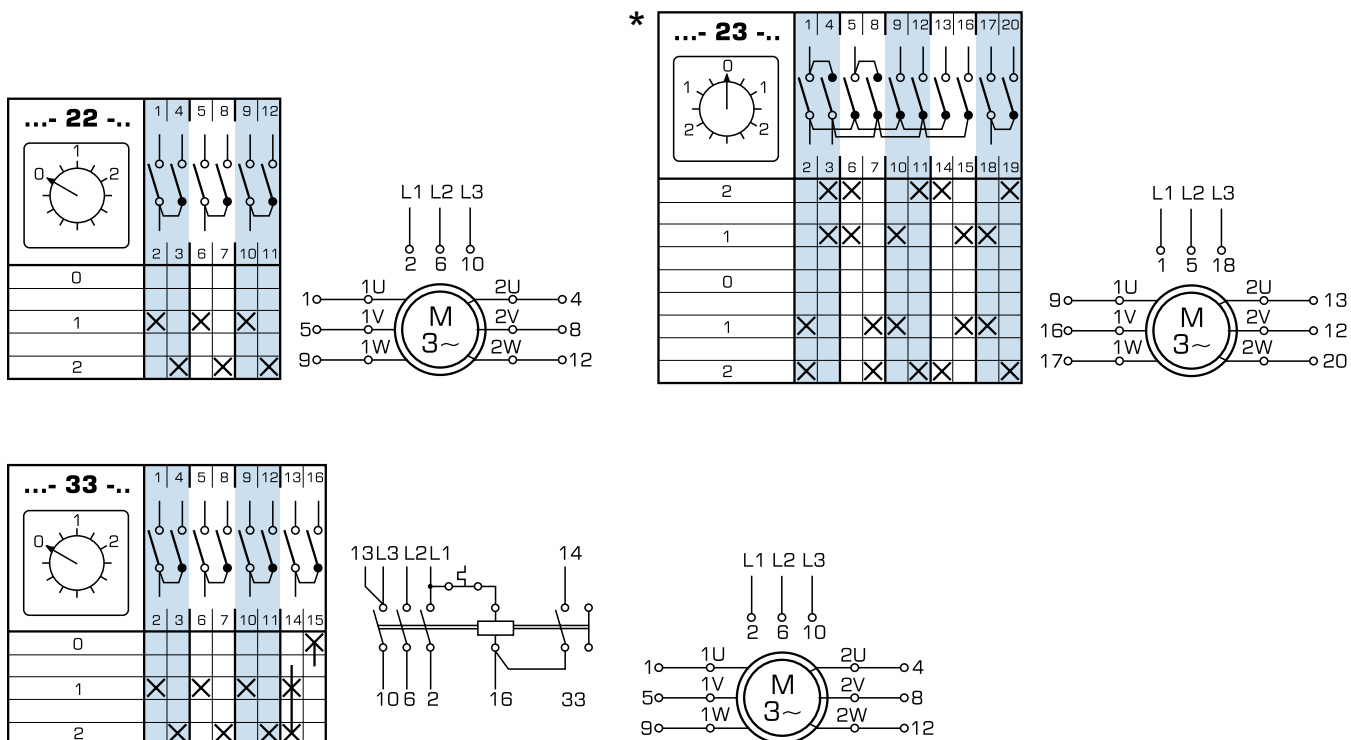 ...- 22 -..
1 4 5 8 9 12
0 1 2
2 3 6 7 10 11
0
1
2
L1 L2 L3
2 6 10
1 1U 2U 4
M
5 1V 2V 8
3~
9 1W 2W 12
*
...- 23 -..
1 4 5 8 9 12 13 16 17 20
0
1 1
2 2
2 3 6 7 10 11 14 15 18 19
2
1
0
1
2
L1 L2 L3
1 5 18
9 1U 2U 13
M
16 1V 2V 12
3~
17 1W 2W 20
...- 33 -..
1 4 5 8 9 12 13 16
0 1 2
2 3 6 7 10 11 14 15
0
1
2
13 L3 L2 L1 14
10 6 2 16 33
L1 L2 L3
2 6 10
1 1U 2U 4
M
5 1V 2V 8
3~
9 1W 2W 12